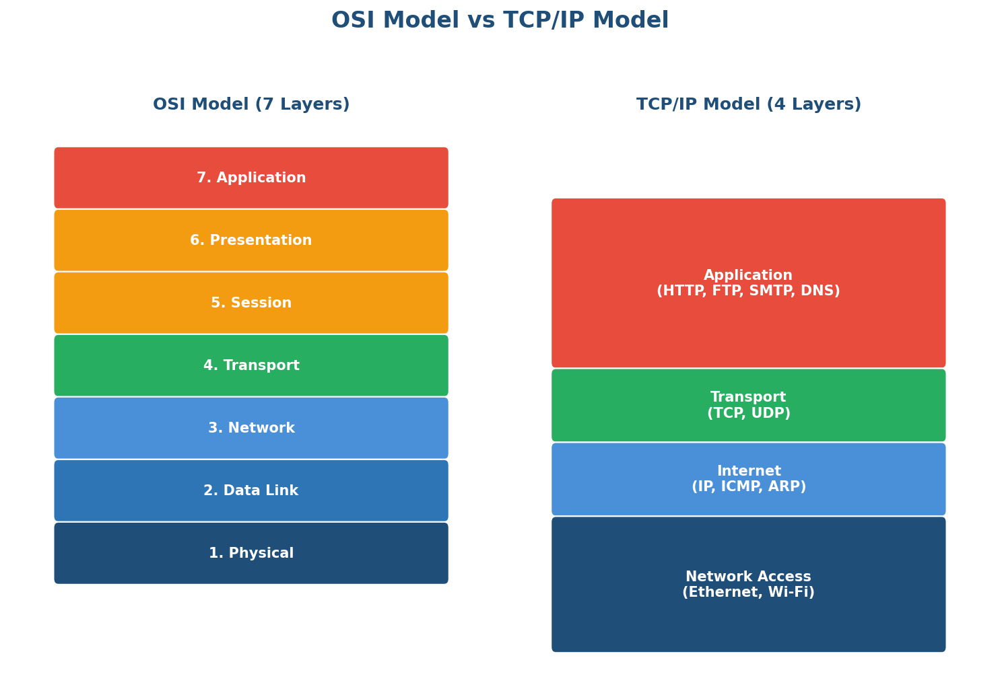 OSI Model vs TCP/IP Model
OSI Model (7 Layers)
7. Application
6. Presentation
5. Session
4. Transport
3. Network
2. Data Link
1. Physical
TCP/IP Model (4 Layers)
Application
(HTTP, FTP, SMTP, DNS)
Transport
(TCP, UDP)
Internet
(IP, ICMP, ARP)
Network Access
(Ethernet, Wi-Fi)